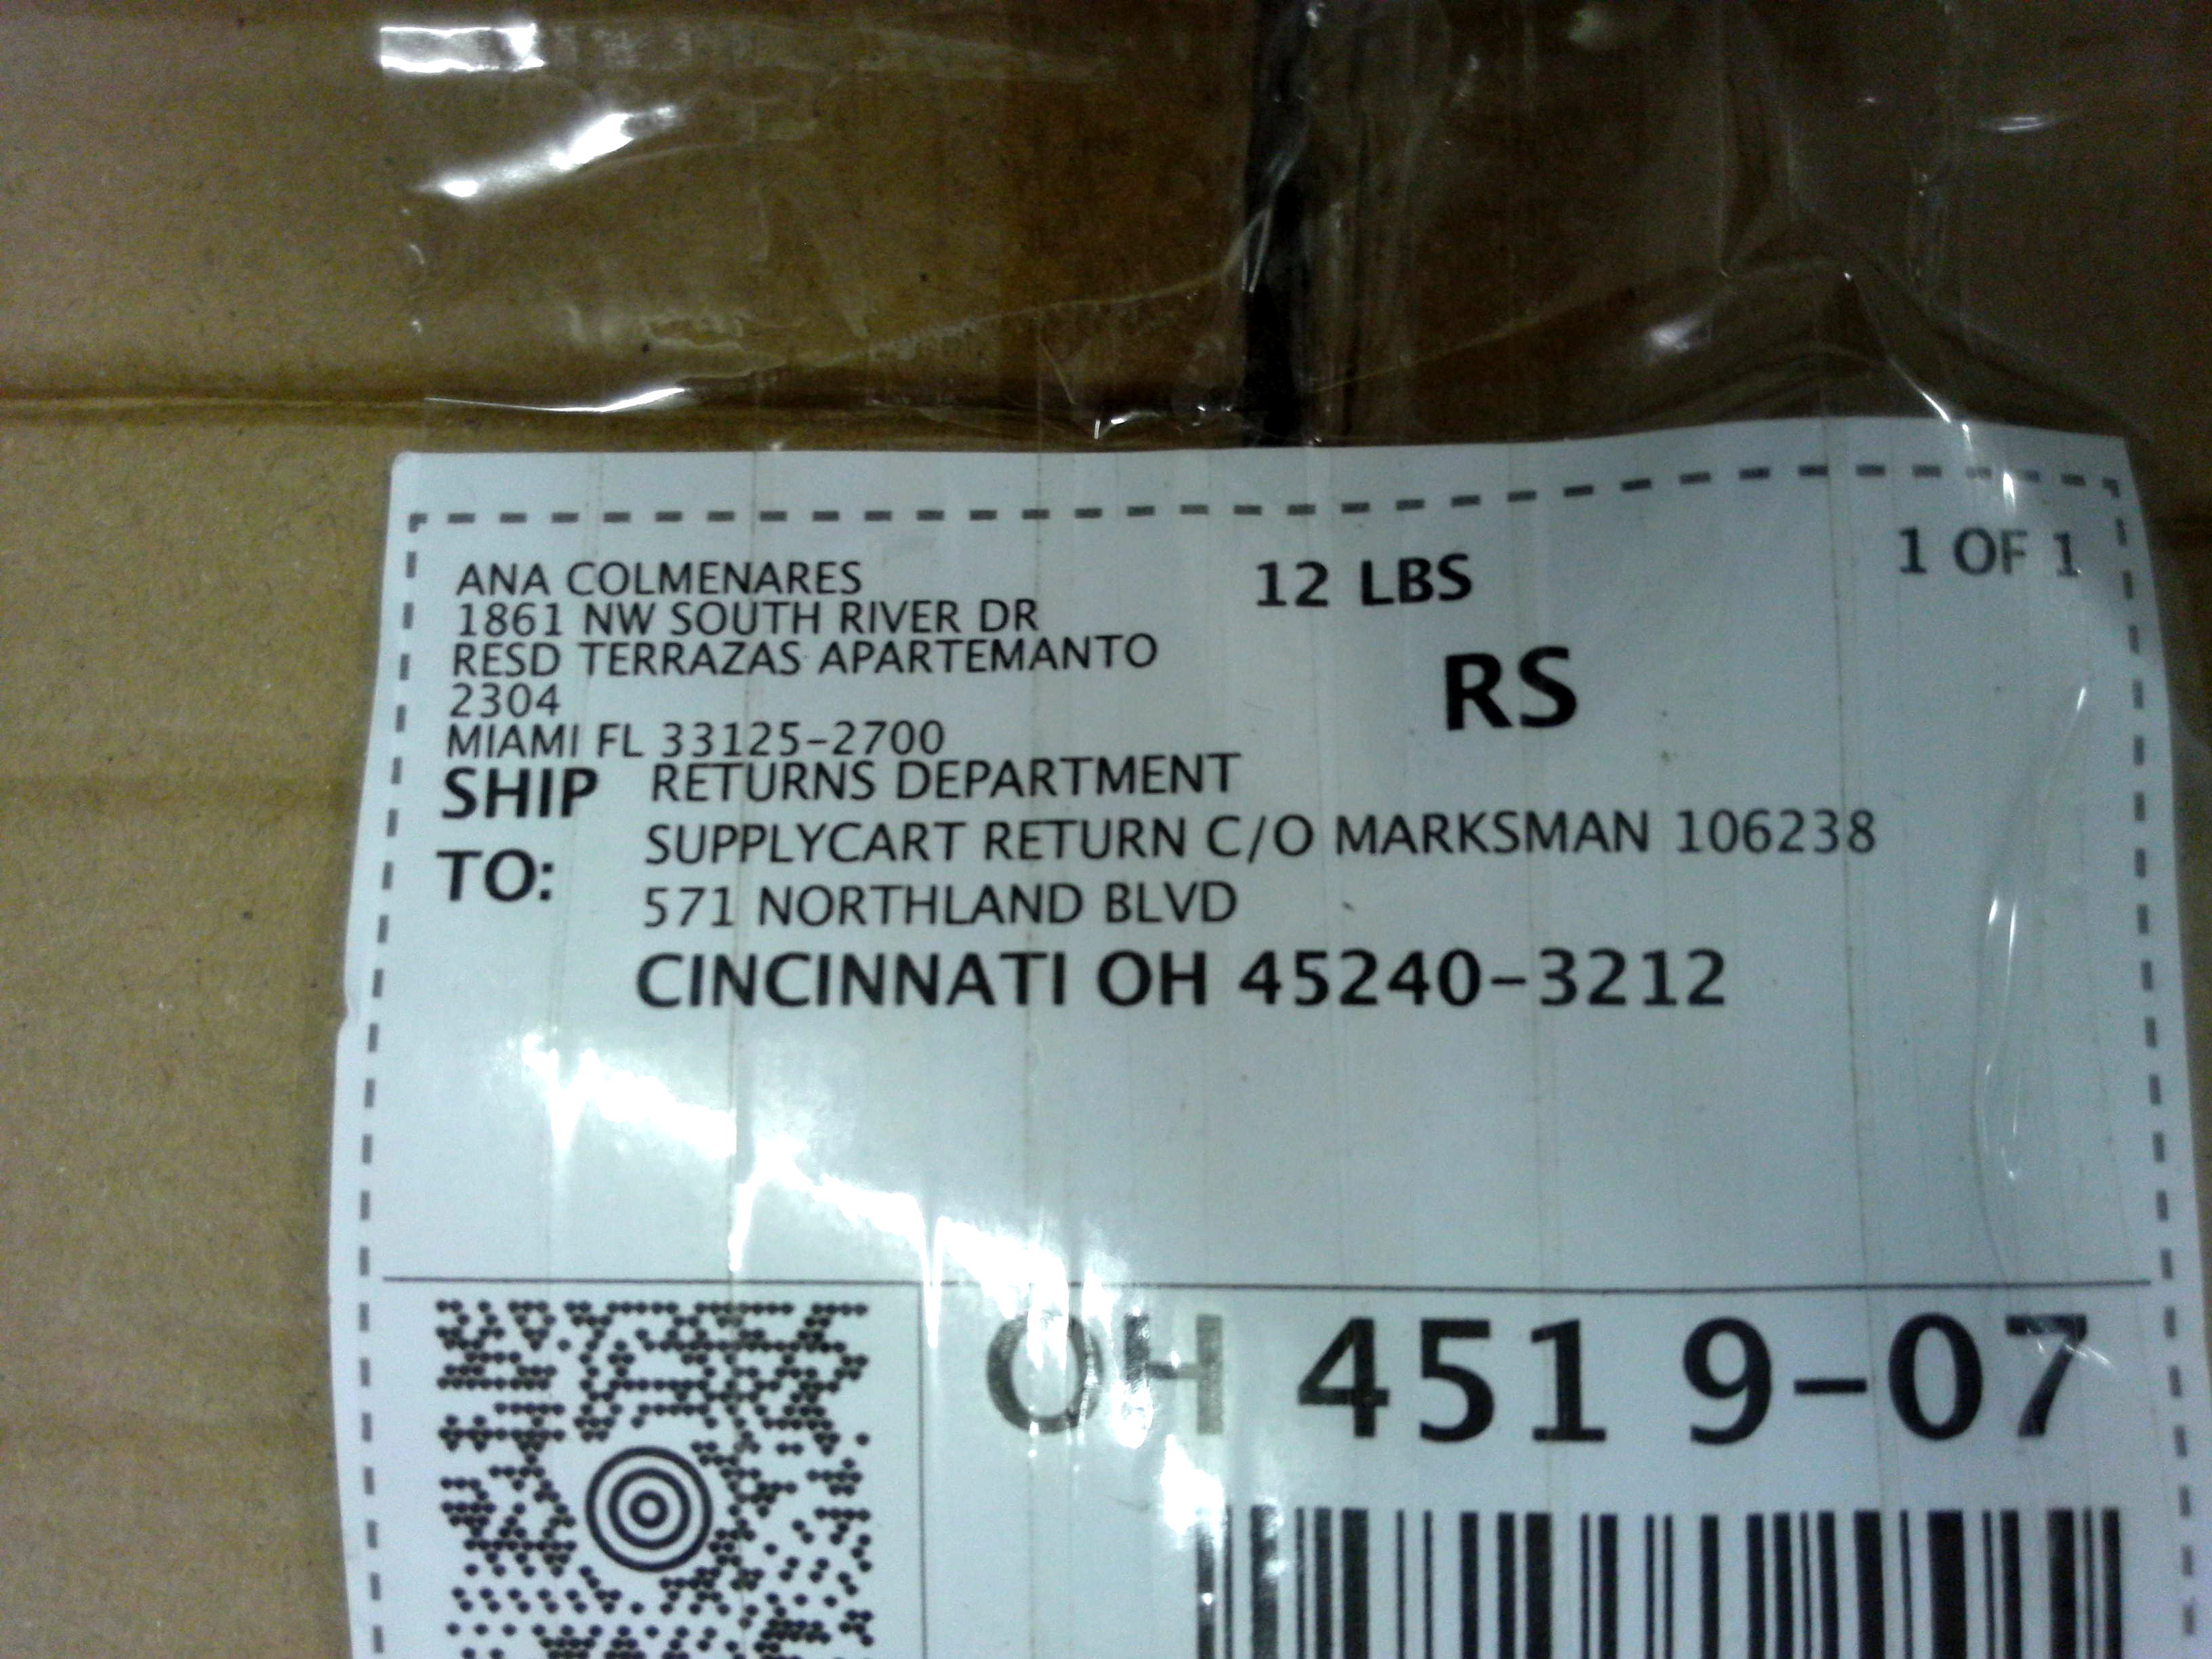 ANA COLMENARES
1861 NW SOUTH RIVER DR
RESD TERRAZAS APARTEMANTO
2304
MIAMI FL 33125-2700
12 LBS
1 OF 1
RS
SHIP TO:
RETURNS DEPARTMENT
SUPPLYCART RETURN C/O MARKSMAN 106238
571 NORTHLAND BLVD
CINCINNATI OH 45240-3212
OH 451 9-07